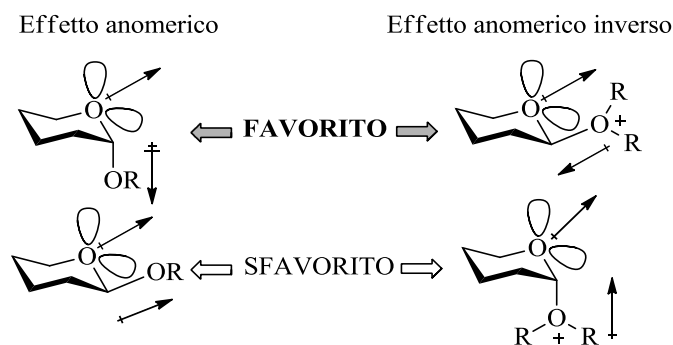 Effetto anomerico
Effetto anomerico inverso
O
OR
FAVORITO
O
R
O
+
R
O
OR
SFAVORITO
O
O
R
R
+